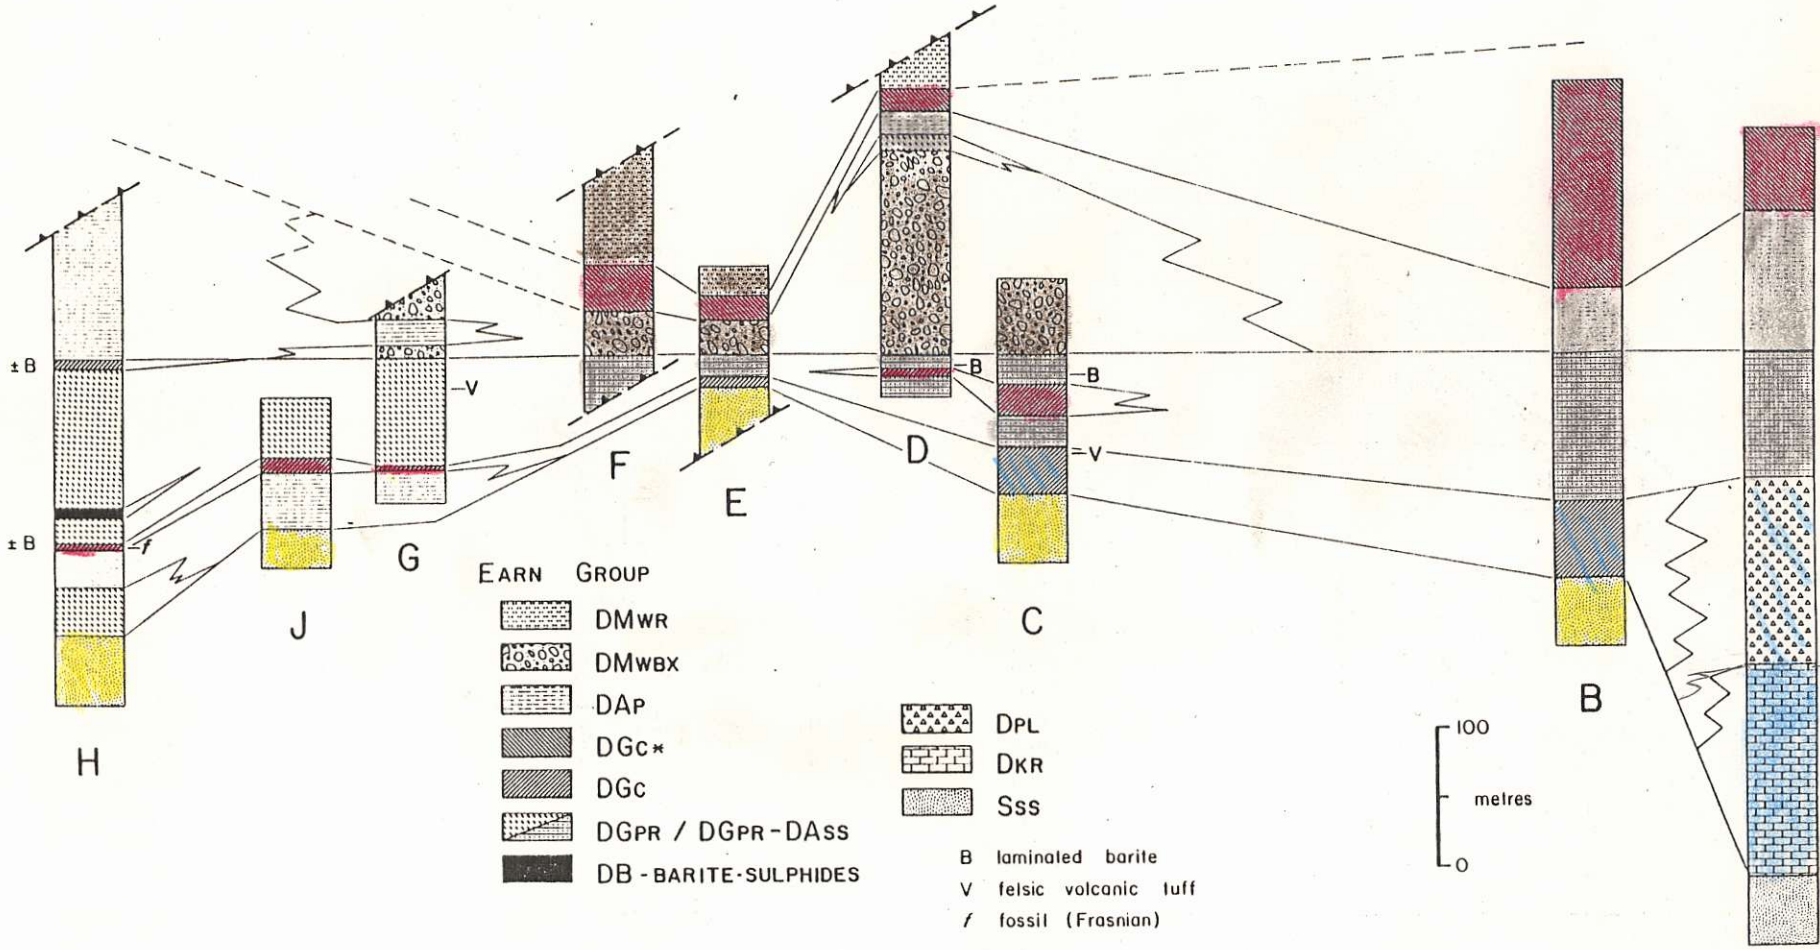 ± B
± B
f
H
J
V
G
F
E
B
D
B
V
C
B
EARN GROUP
DMWR
DMWBX
DAP
DGC*
DGC
DGPR / DGPR-DASS
DB - BARITE-SULPHIDES
DPL
DKR
SSS
B laminated barite
V felsic volcanic tuff
f fossil (Frasnian)
100
metres
0